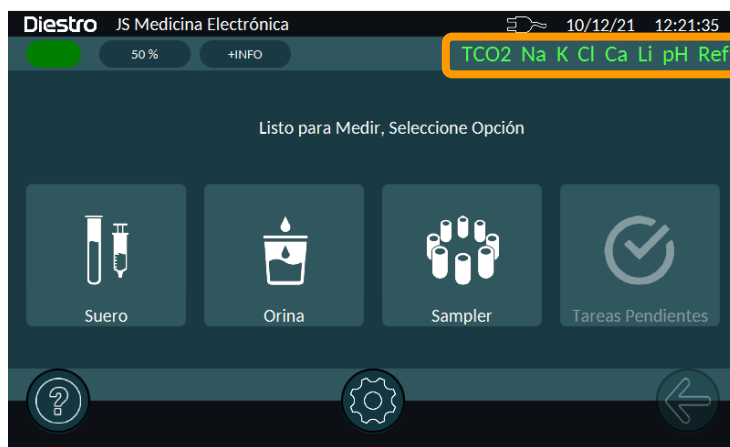 Diestro JS Medicina Electrónica 10/12/21 12:21:35
50 % +INFO TCO2 Na K Cl Ca Li pH Ref
Listo para Medir, Seleccione Opción
Suero Orina Sampler Tareas Pendientes
?